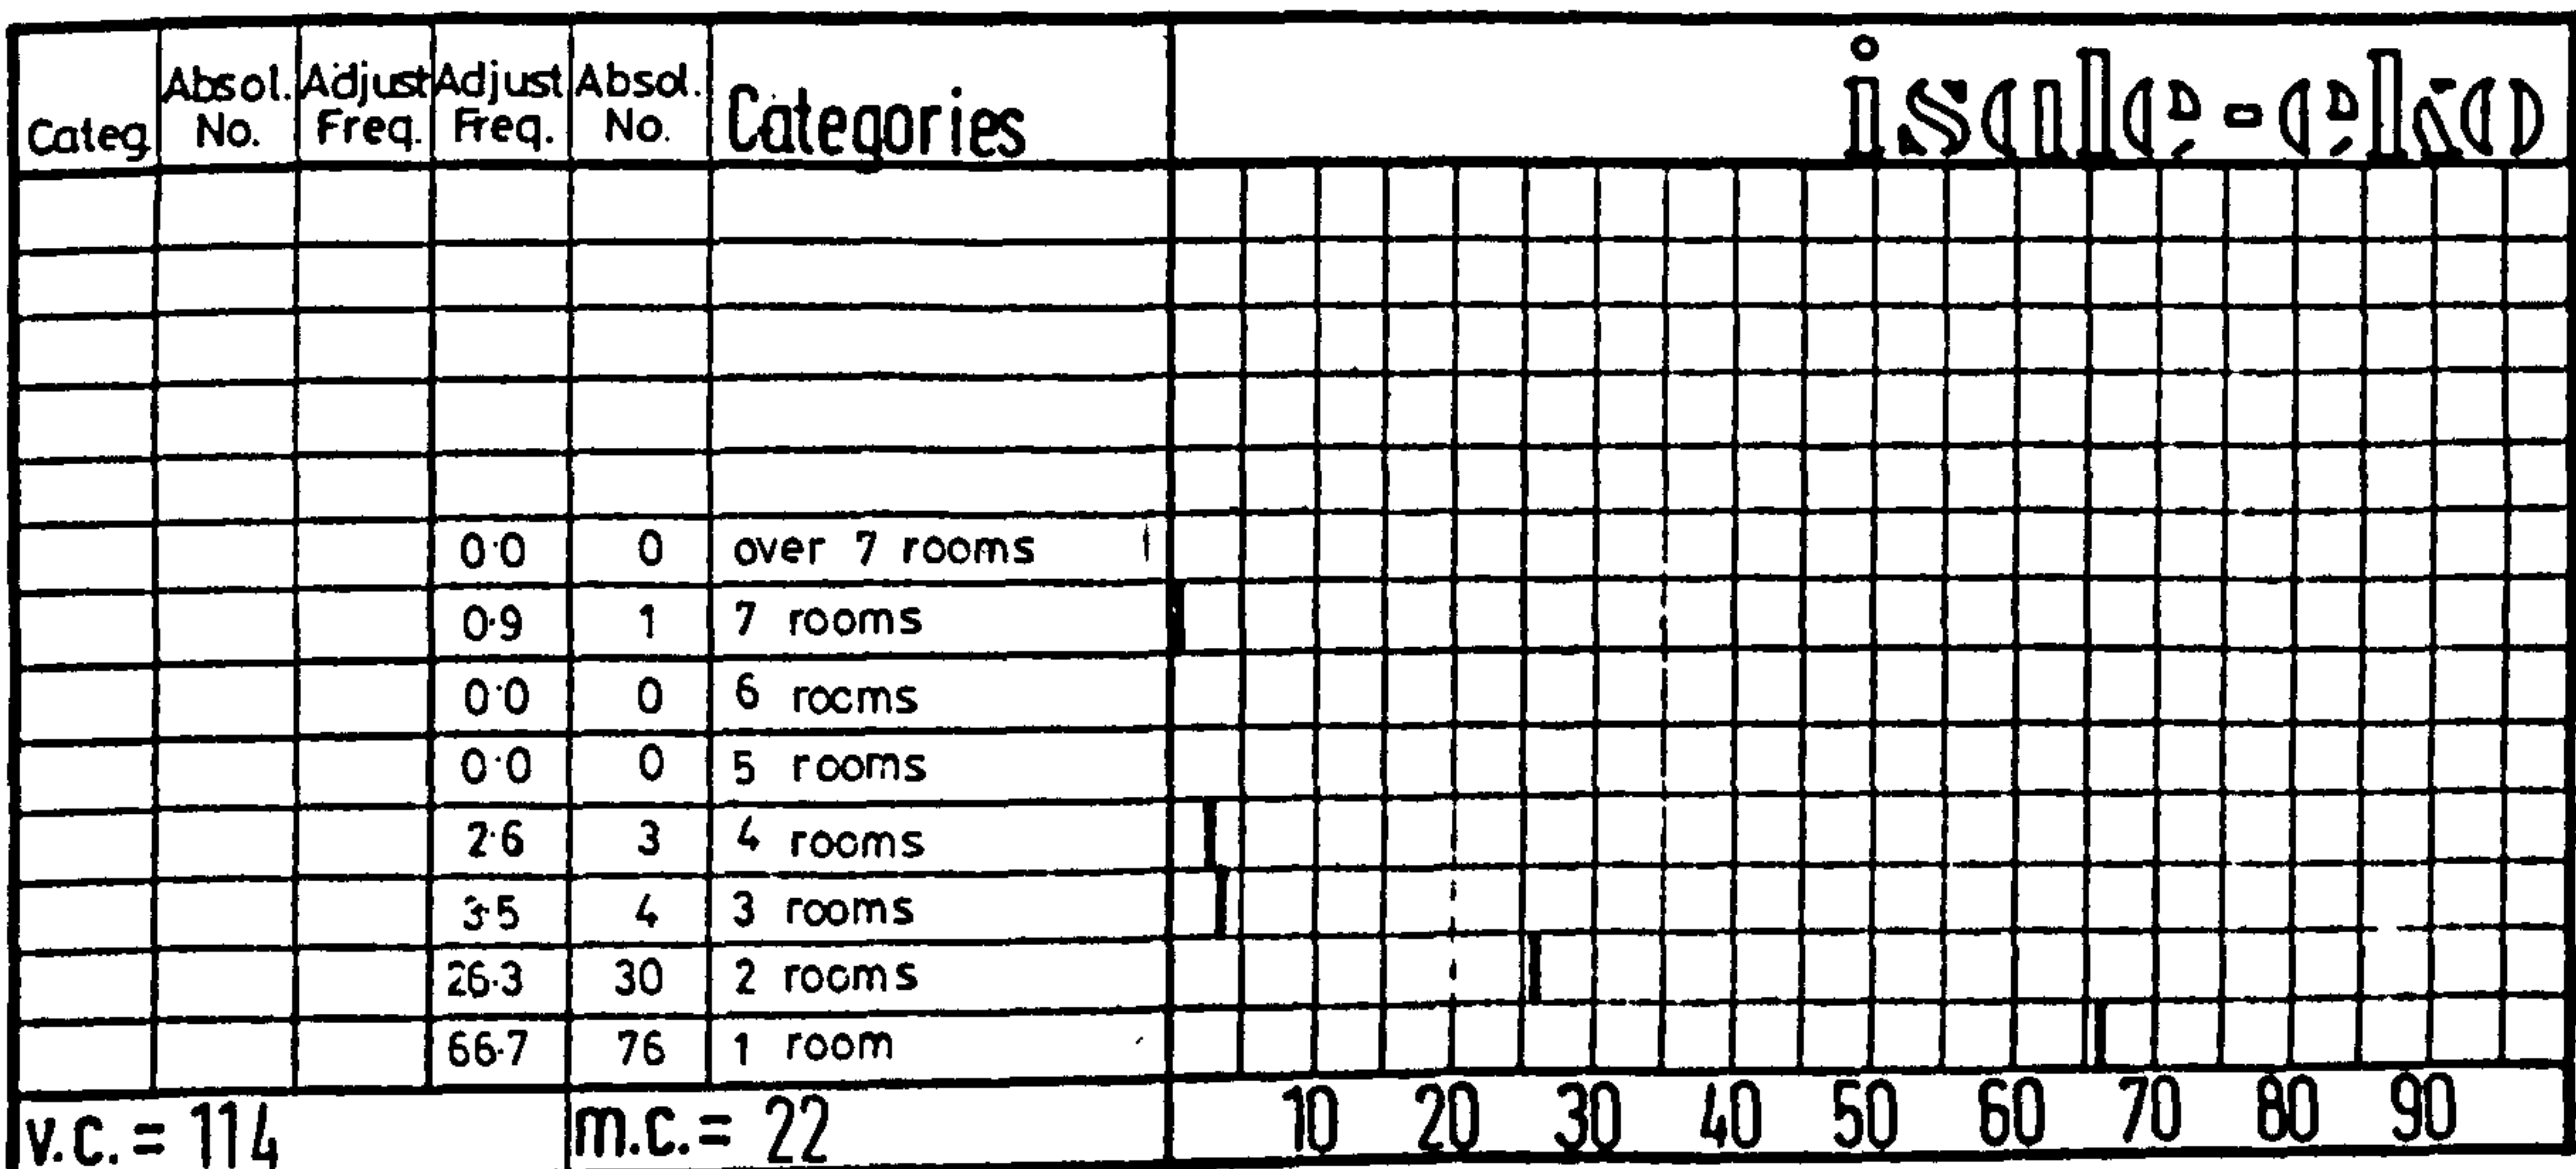 Categ. Absol. No. Adjust Freq. Adjust Freq. Absol. No. Categories isale-eko
0·0 0 over 7 rooms
0·9 1 7 rooms
0·0 0 6 rooms
0·0 0 5 rooms
2·6 3 4 rooms
3·5 4 3 rooms
26·3 30 2 rooms
66·7 76 1 room
v.c. = 114 m.c. = 22 10 20 30 40 50 60 70 80 90